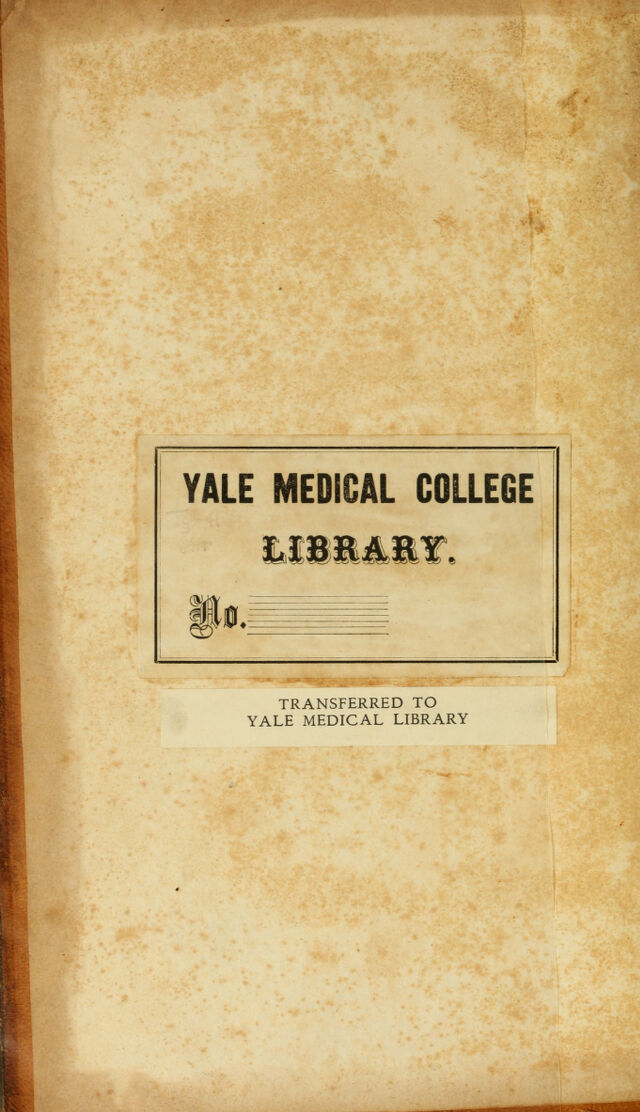 YALE MEDICAL COLLEGE
LIBRARY.
No.
TRANSFERRED TO
YALE MEDICAL LIBRARY